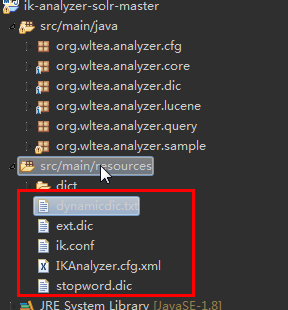 ik-analyzer-solr-master
src/main/java
org.wltea.analyzer.cfg
org.wltea.analyzer.core
org.wltea.analyzer.dic
org.wltea.analyzer.lucene
org.wltea.analyzer.query
org.wltea.analyzer.sample
src/main/resources
dict
dynamicdic.txt
ext.dic
ik.conf
IKAnalyzer.cfg.xml
stopword.dic
JRE System Library [JavaSE-1.8]